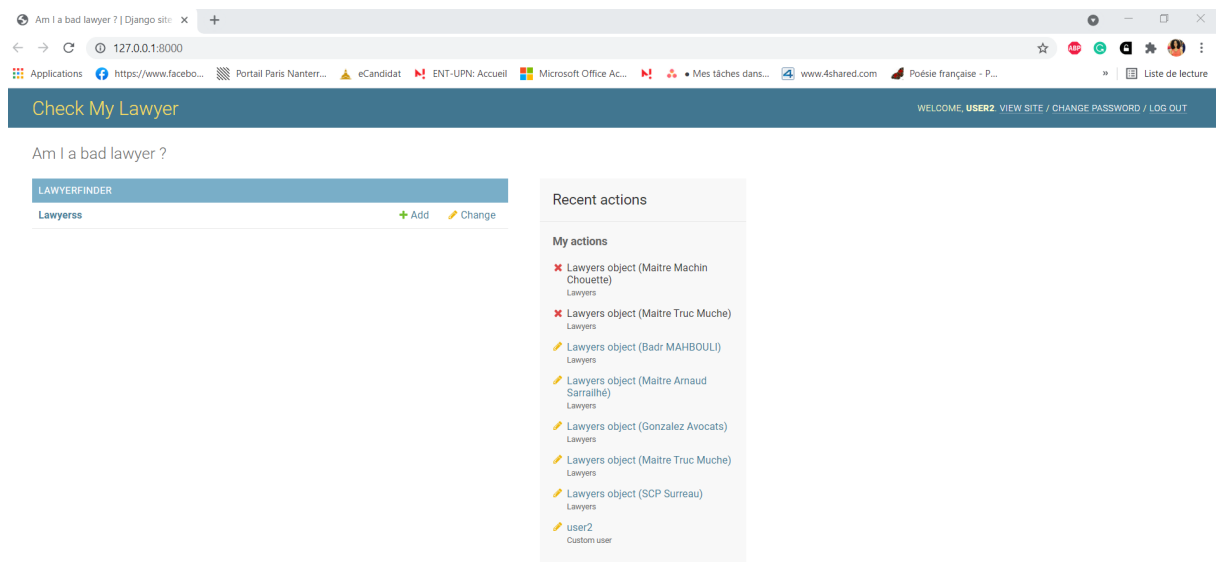 Am I a bad lawyer ? | Django site
127.0.0.1:8000
ABP
Applications https://www.facebo... Portail Paris Nanterr... eCandidat ENT-UPN: Accueil Microsoft Office Ac... • Mes tâches dans... www.4shared.com Poésie française - P... » Liste de lecture
Check My Lawyer
WELCOME, USER2. VIEW SITE / CHANGE PASSWORD / LOG OUT
Am I a bad lawyer ?
LAWYERFINDER
Lawyerss Add Change
Recent actions
My actions
Lawyers object (Maitre Machin
Chouette)
Lawyers
Lawyers object (Maitre Truc Muche)
Lawyers
Lawyers object (Badr MAHBOULI)
Lawyers
Lawyers object (Maitre Arnaud
Sarrailhé)
Lawyers
Lawyers object (Gonzalez Avocats)
Lawyers
Lawyers object (Maitre Truc Muche)
Lawyers
Lawyers object (SCP Surreau)
Lawyers
user2
Custom user